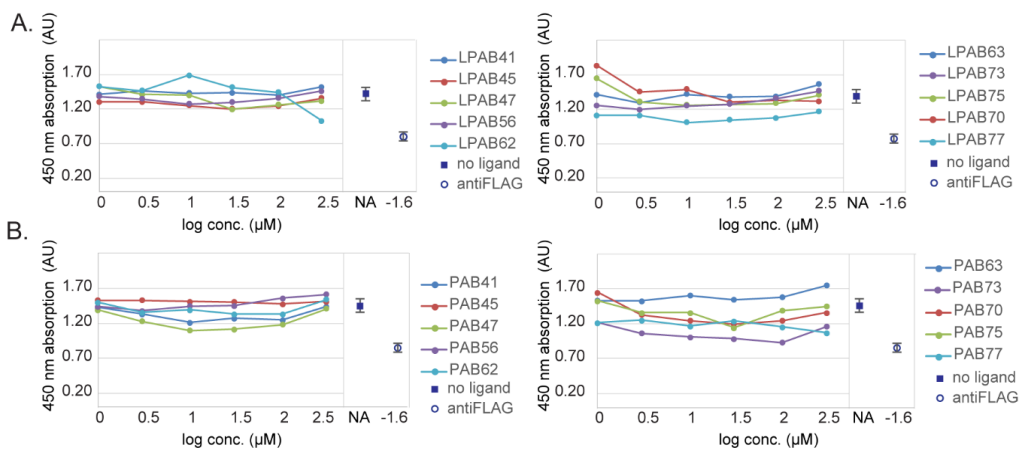 A.
450 nm absorption (AU)
1.70
1.20
0.70
0.20
0 0.5 1 1.5 2 2.5 NA -1.6
log conc. (µM)
LPAB41
LPAB45
LPAB47
LPAB56
LPAB62
no ligand
antiFLAG
450 nm absorption (AU)
1.70
1.20
0.70
0.20
0 0.5 1 1.5 2 2.5 NA -1.6
log conc. (µM)
LPAB63
LPAB73
LPAB75
LPAB70
LPAB77
no ligand
antiFLAG
B.
450 nm absorption (AU)
1.70
1.20
0.70
0.20
0 0.5 1 1.5 2 2.5 NA -1.6
log conc. (µM)
PAB41
PAB45
PAB47
PAB56
PAB62
no ligand
antiFLAG
450 nm absorption (AU)
1.70
1.20
0.70
0.20
0 0.5 1 1.5 2 2.5 NA -1.6
log conc. (µM)
PAB63
PAB73
PAB70
PAB75
PAB77
no ligand
antiFLAG